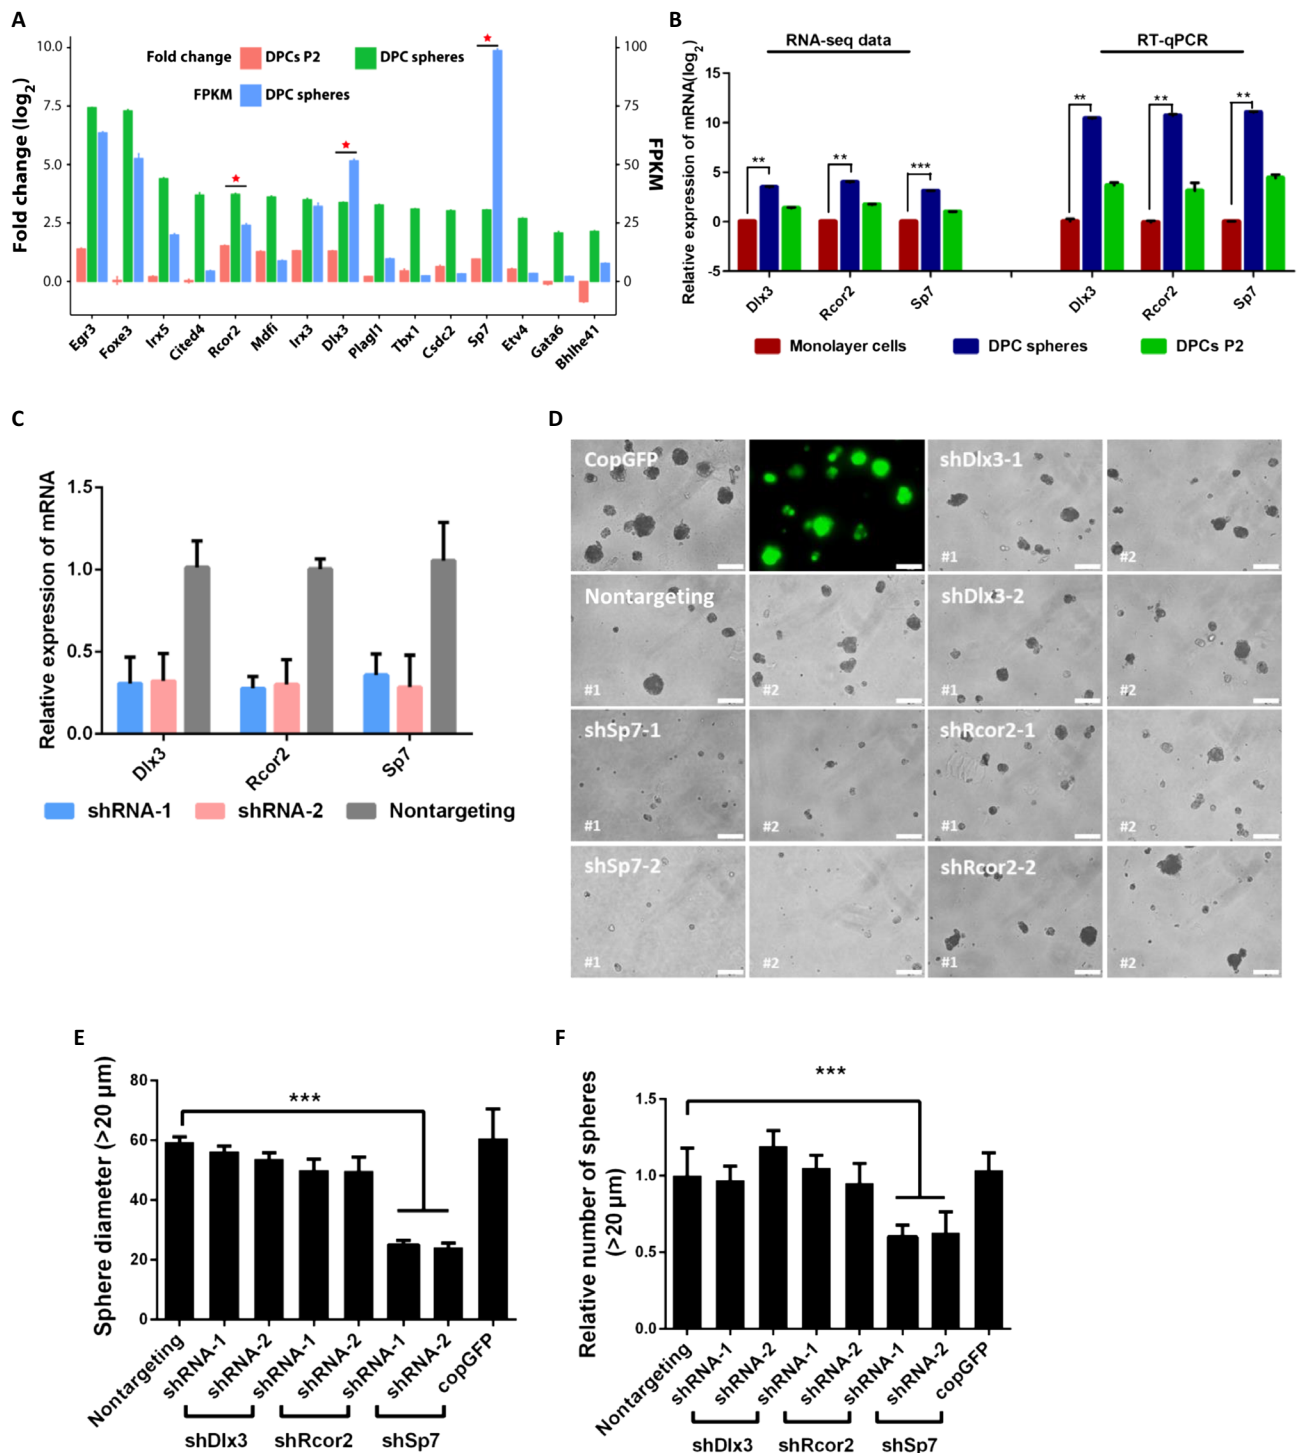 A
Fold change
DPCs P2
DPC spheres
FPKM
DPC spheres
Fold change (log2)
10.0
7.5
5.0
2.5
0.0
FPKM
100
75
50
25
0
Egr3
Foxe3
Irx5
Cited4
Rcor2
Mdfi
Irx3
Dlx3
Plagl1
Tbx1
Csdc2
Sp7
Etv4
Gata6
Bhlhe41
B
RNA-seq data
RT-qPCR
Relative expression of mRNA(log2)
15
10
5
0
-5
**
**
***
**
**
**
Dlx3
Rcor2
Sp7
Dlx3
Rcor2
Sp7
Monolayer cells
DPC spheres
DPCs P2
C
Relative expression of mRNA
1.5
1.0
0.5
0.0
Dlx3
Rcor2
Sp7
shRNA-1
shRNA-2
Nontargeting
D
CopGFP
shDlx3-1
#1
#2
Nontargeting
#1
#2
shDlx3-2
#1
#2
shSp7-1
#1
#2
shRcor2-1
#1
#2
shSp7-2
#1
#2
shRcor2-2
#1
#2
E
Sphere diameter (>20 µm)
80
60
40
20
0
***
Nontargeting
shRNA-1
shRNA-2
shRNA-1
shRNA-2
shRNA-1
shRNA-2
copGFP
shDlx3
shRcor2
shSp7
F
Relative number of spheres
(>20 µm)
1.5
1.0
0.5
0.0
***
Nontargeting
shRNA-1
shRNA-2
shRNA-1
shRNA-2
shRNA-1
shRNA-2
copGFP
shDlx3
shRcor2
shSp7